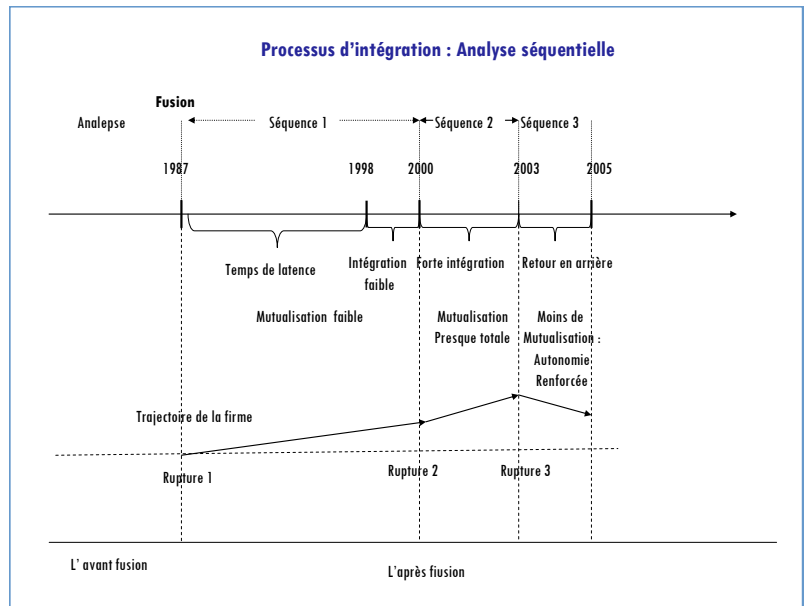 Processus d'intégration : Analyse séquentielle
Fusion
Analepse
Séquence 1
Séquence 2
Séquence 3
1987
1998
2000
2003
2005
Temps de latence
Intégration
faible
Forte intégration
Retour en arrière
Mutualisation faible
Mutualisation
Presque totale
Moins de
Mutualisation :
Autonomie
Renforcée
Trajectoire de la firme
Rupture 1
Rupture 2
Rupture 3
L' avant fusion
L'après fiusion